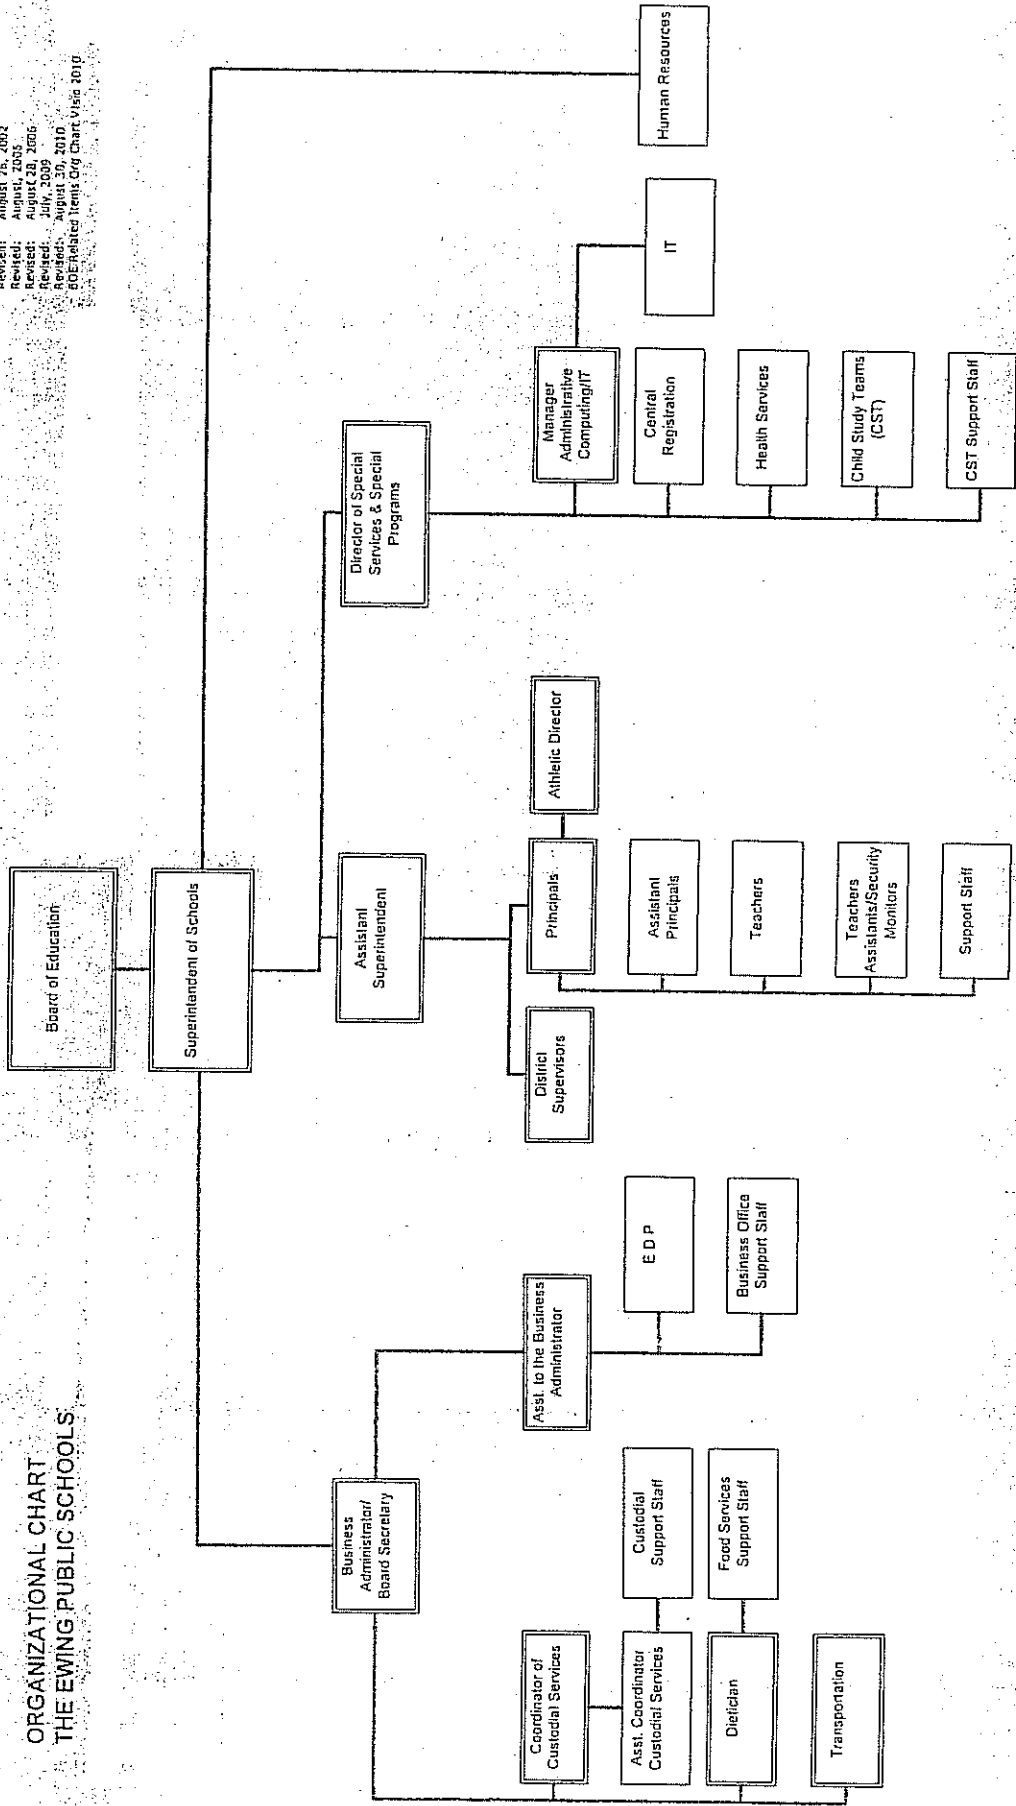 ORGANIZATIONAL CHART
THE EWING PUBLIC SCHOOLS
Revised: August 26, 2002
Revised: August, 2005
Revised: August 28, 2006
Revised: July, 2009
Revised: August 30, 2010
BOE Related Items Org Chart Visio 2010
Board of Education
Superintendent of Schools
Business
Administrator/
Board Secretary
Assistant
Superintendent
Director of Special
Services & Special
Programs
Human Resources
Coordinator of
Custodial Services
Asst. Coordinator
Custodial Services
Custodial
Support Staff
Dietician
Food Services
Support Staff
Transportation
Asst. to the Business
Administrator
E D P
Business Office
Support Staff
District
Supervisors
Principals
Athletic Director
Assistant
Principals
Teachers
Teachers
Assistants/Security
Monitors
Support Staff
Manager
Administrative
Computing/IT
IT
Central
Registration
Health Services
Child Study Teams
(CST)
CST Support Staff